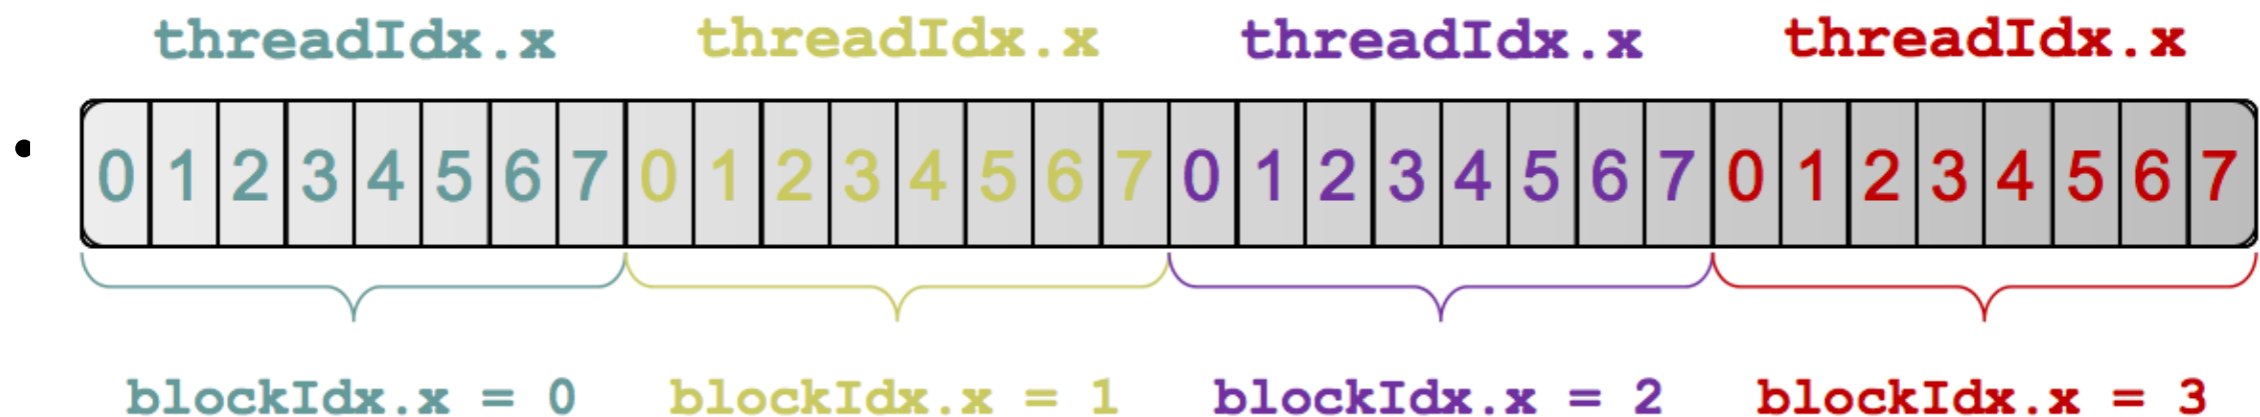 threadIdx.x threadIdx.x threadIdx.x threadIdx.x
• 0 1 2 3 4 5 6 7 0 1 2 3 4 5 6 7 0 1 2 3 4 5 6 7 0 1 2 3 4 5 6 7
blockIdx.x = 0 blockIdx.x = 1 blockIdx.x = 2 blockIdx.x = 3